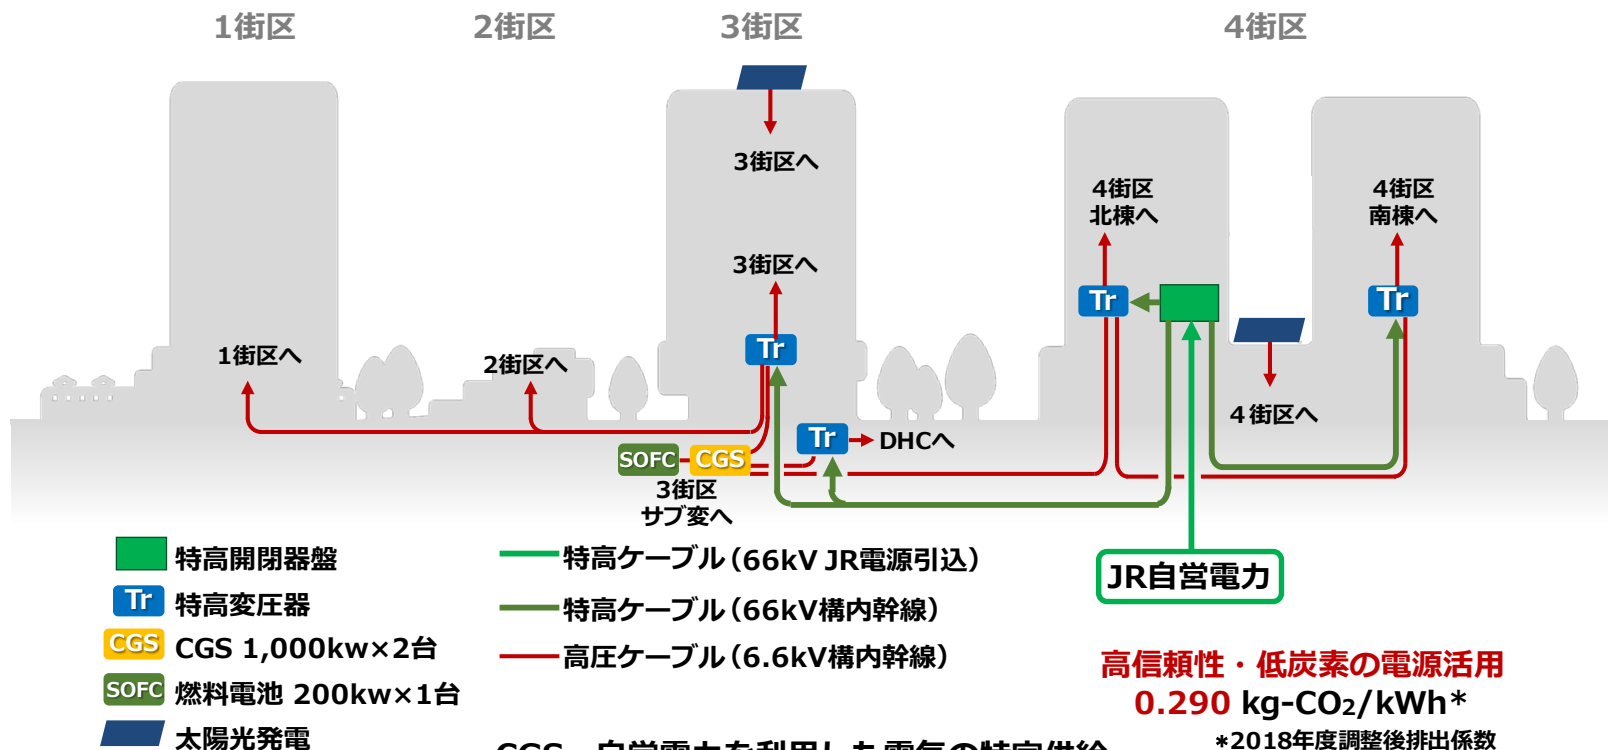 1街区
2街区
3街区
4街区
3街区へ
4街区
北棟へ
4街区
南棟へ
3街区へ
Tr
Tr
Tr
1街区へ
2街区へ
4街区へ
Tr
DHCへ
SOFC
CGS
3街区
サブ変へ
特高開閉器盤
Tr 特高変圧器
CGS CGS 1,000kw×2台
SOFC 燃料電池 200kw×1台
太陽光発電
特高ケーブル(66kV JR電源引込)
特高ケーブル(66kV構内幹線)
高圧ケーブル(6.6kV構内幹線)
JR自営電力
高信頼性・低炭素の電源活用
0.290 kg-CO₂/kWh*
*2018年度調整後排出係数